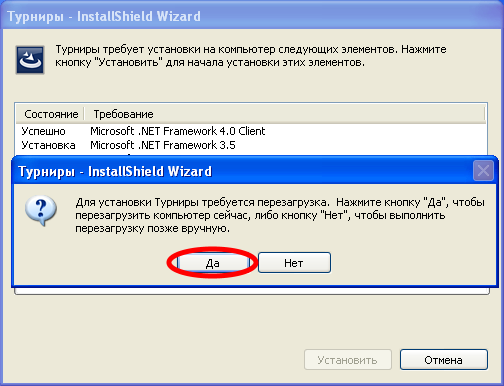 Турниры - InstallShield Wizard
Турниры требует установки на компьютер следующих элементов. Нажмите
кнопку "Установить" для начала установки этих элементов.
Состояние Требование
Успешно Microsoft .NET Framework 4.0 Client
Установка Microsoft .NET Framework 3.5
Турниры - InstallShield Wizard
Для установки Турниры требуется перезагрузка. Нажмите кнопку "Да", чтобы
перезагрузить компьютер сейчас, либо кнопку "Нет", чтобы выполнить
перезагрузку позже вручную.
Да Нет
Установить Отмена